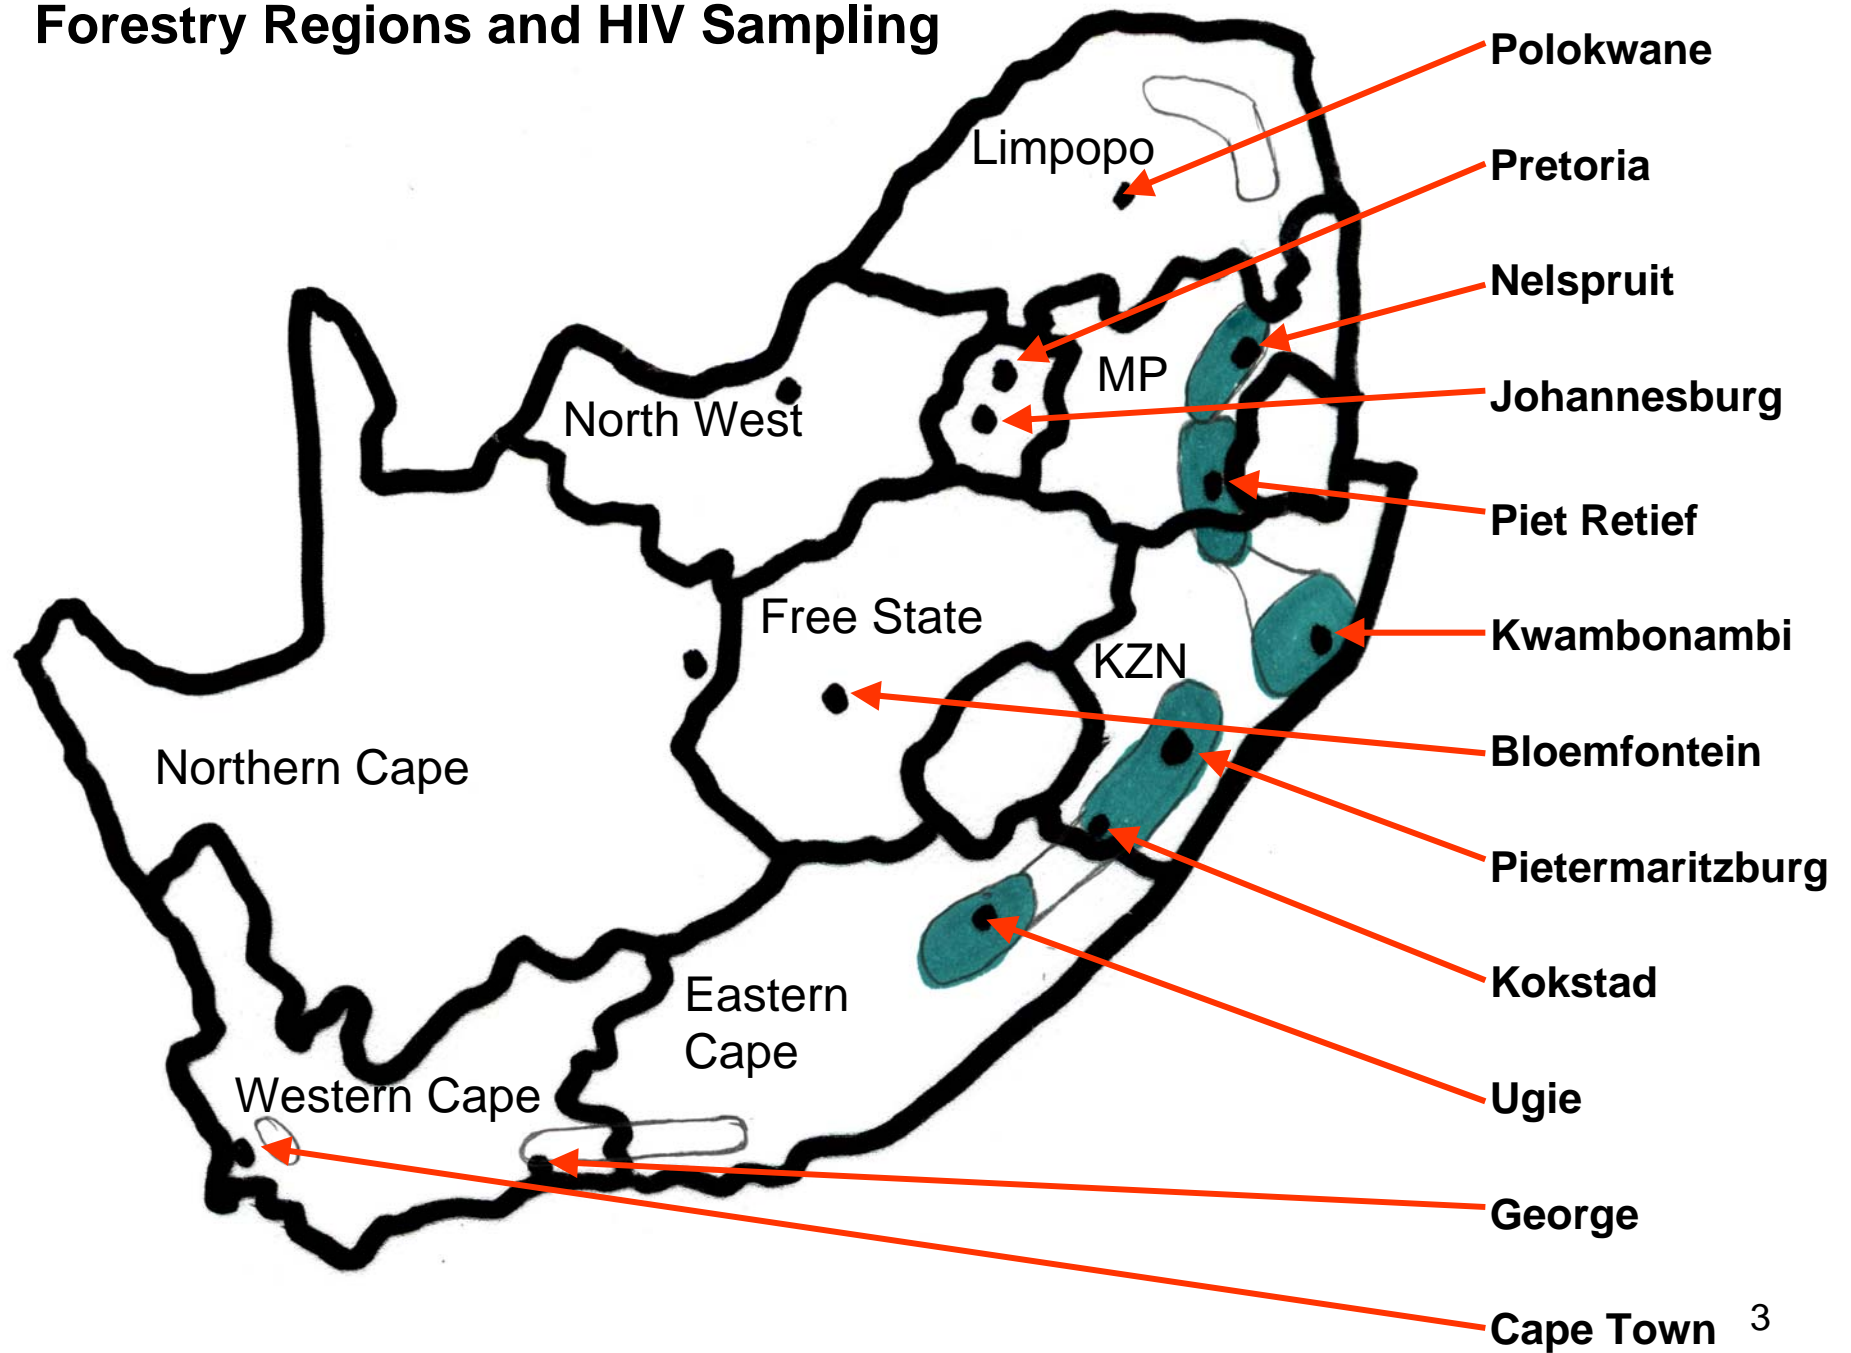 Forestry Regions and HIV Sampling
Polokwane
Limpopo
Pretoria
Nelspruit
MP
Johannesburg
North West
Piet Retief
Free State
Kwambonambi
KZN
Northern Cape
Bloemfontein
Pietermaritzburg
Kokstad
Eastern
Cape
Western Cape
Ugie
George
Cape Town
3